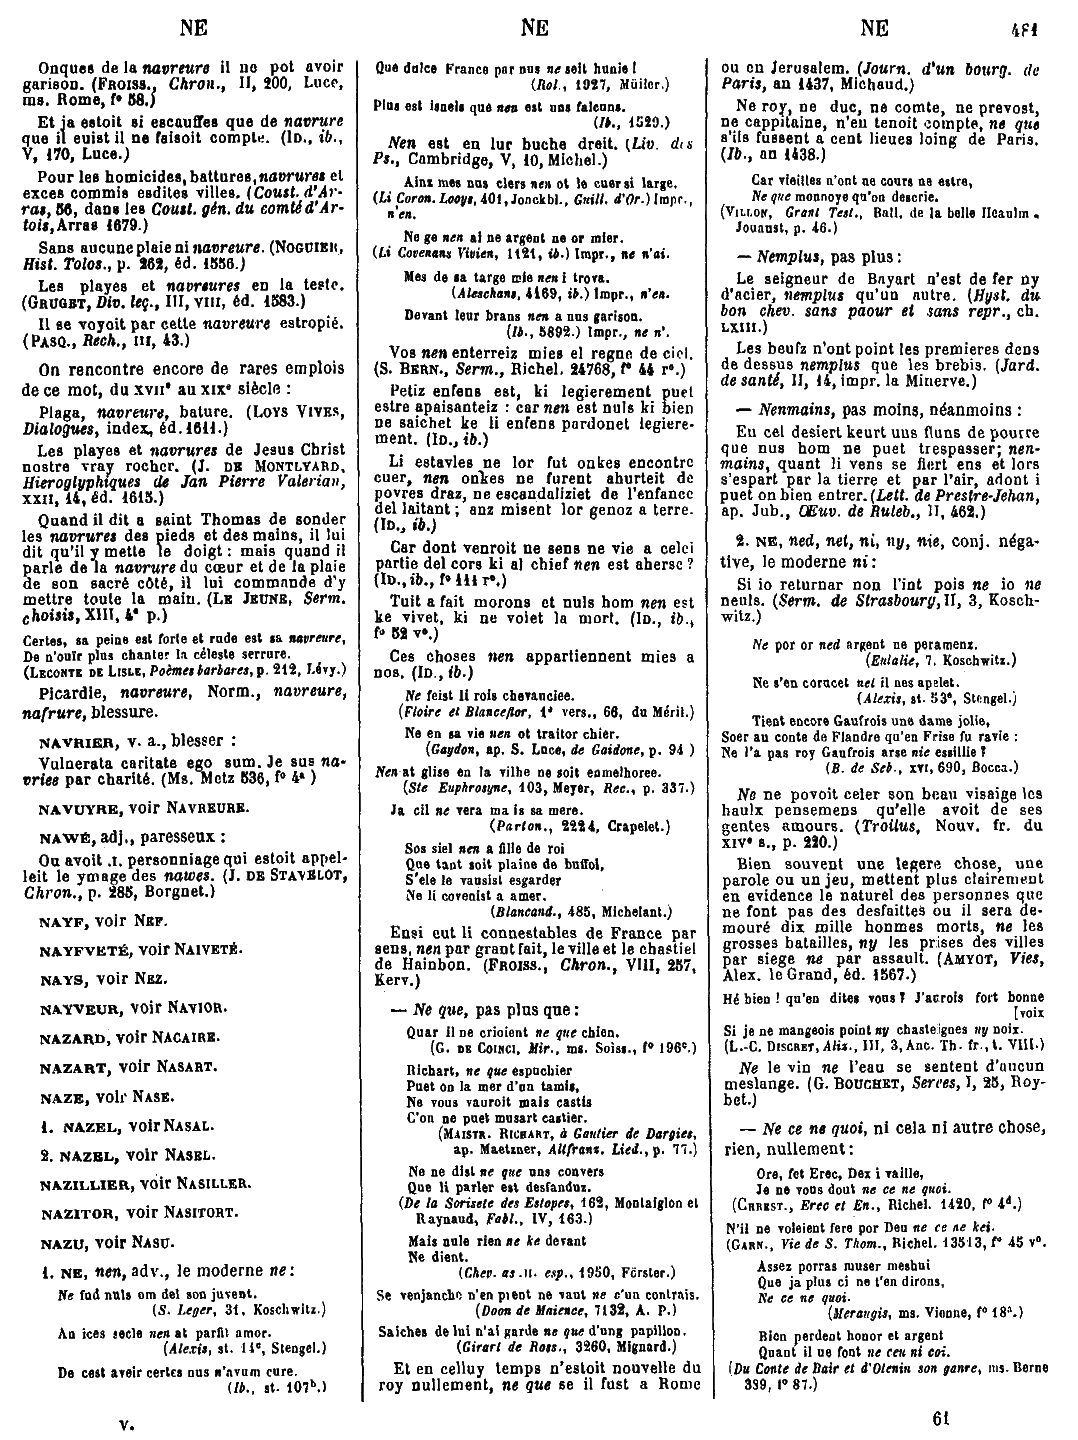 NE
NE
NE
481
Onques de la navreure il ne pot avoir
garison. (FROISS., Chron., II, 200, Luce,
ms. Rome, f° 58.)
Et ja estoit si escauffes que de navrure
que il euist il ne faisoit compte. (ID., ib.,
V, 170, Luce.)
Pour les homicides, battures, navrures et
exces commis esdites villes. (Coust. d'Ar-
ras, 56, dans les Coust. gén. du comté d'Ar-
tois, Arras 1679.)
Sans aucune plaie ni navreure. (NOGUIER,
Hist. Tolos., p. 262, éd. 1556.)
Les playes et navreures en la teste.
(GRUGET, Div. leç., III, VIII, éd. 1583.)
Il se voyoit par cette navreure estropié.
(PASQ., Rech., III, 43.)
On rencontre encore de rares emplois
de ce mot, du XVIIe au XIXe siècle :
Plaga, navreure, bature. (LOYS VIVES,
Dialogues, index, éd. 1611.)
Les playes et navrures de Jesus Christ
nostre vray rocher. (J. DE MONTLYARD,
Hieroglyphiques de Jan Pierre Valerian,
XXII, 14, éd. 1615.)
Quand il dit a saint Thomas de sonder
les navrures des pieds et des mains, il lui
dit qu'il y mette le doigt : mais quand il
parle de la navrure du cœur et de la plaie
de son sacré côté, il lui commande d'y
mettre toute la main. (LE JEUNE, Serm.
choisis, XIII, 4e p.)
Certes, sa peine est forte et rude est sa navreure,
De n'ouïr plus chanter la céleste serrure.
(LECONTE DE LISLE, Poèmes barbares, p. 212, Lévy.)
Picardie, navreure, Norm., navreure,
nafrure, blessure.
NAVRIER, v. a., blesser :
Vulnerata caritate ego sum. Je sus na-
vries par charité. (Ms. Metz 536, f° 4a )
NAVUYRE, voir NAVREURE.
NAWÉ, adj., paresseux :
Ou avoit .I. personniage qui estoit appel-
leit le ymage des nawes. (J. DE STAVELOT,
Chron., p. 285, Borgnet.)
NAYF, voir NEF.
NAYFVETÉ, voir NAIVETÉ.
NAYS, voir NEZ.
NAYVEUR, voir NAVIOR.
NAZARD, voir NACAIRE.
NAZART, voir NASART.
NAZE, voir NASE.
1. NAZEL, voir NASAL.
2. NAZEL, voir NASEL.
NAZILLIER, voir NASILLER.
NAZITOR, voir NASITORT.
NAZU, voir NASU.
1. NE, nen, adv., le moderne ne :
Ne fud nuls om del son juvent.
(S. Leger, 31, Koschwitz.)
An ices secle nen at parfit amor.
(Alexis, st. 14e, Stengel.)
De cest aveir certes nus n'avum cure.
(Ib., st. 107b.)
V.
Que dulce France par nus ne seit hunie !
(Rol., 1927, Müller.)
Plus est isnels que nen est uns falcuns.
(Ib., 1529.)
Nen est en lur buche dreit. (Liv. des
Ps., Cambridge, V, 10, Michel.)
Ainz mes nus clers nen ot le cuer si large.
(Li Coron. Looys, 401, Jonckbl., Guill. d'Or.) Impr.,
n'en.
Ne ge nen ai ne argent ne or mier.
(Li Covenans Vivien, 1121, ib.) Impr., ne n'ai.
Mes de sa targe mie nen i trova.
(Aleschans, 4169, ib.) Impr., n'en.
Devant leur brans nen a nus garison.
(Ib., 5892.) Impr., ne n'.
Vos nen enterreiz mies el regne de ciel.
(S. BERN., Serm., Richel. 24768, f° 44 r°.)
Petiz enfens est, ki legierement puet
estre apaisanteiz : car nen est nuls ki bien
ne saichet ke li enfens pardonet legiere-
ment. (ID., ib.)
Li estavles ne lor fut onkes encontre
cuer, nen onkes ne furent ahurteit de
povres draz, ne escandaliziet de l'enfance
del laitant ; anz misent lor genoz a terre.
(ID., ib.)
Car dont venroit ne sens ne vie a celei
partie del cors ki al chief nen est aherse ?
(ID., ib., f° 111 r°.)
Tuit a fait morons et nuls hom nen est
ke vivet, ki ne voiet la mort. (ID., ib.,
f° 52 v°.)
Ces choses nen appartiennent mies a
nos. (ID., ib.)
Ne feist li rois chevauciee.
(Floire et Blanceflor, 1e vers., 66, du Méril.)
Ne en sa vie nen ot traitor chier.
(Gaydon, ap. S. Luce, de Gaidone, p. 94 )
Nen at glise en la vilhe ne soit enmelhoree.
(Ste Euphrosyne, 103, Meyer, Rec., p. 337.)
Ja cil ne vera mais sa mere.
(Parton., 2224, Crapelet.)
Sos siel nen a fille de roi
Que tant soit plaine de buffoi,
S'ele le vausist esgarder
Ne li covenist a amer.
(Blancand., 485, Michelant.)
Ensi eut li connestables de France par
sens, nen par grant fait, le ville et le chastiel
de Hainbon. (FROISS., Chron., VIII, 257,
Kerv.)
— Ne que, pas plus que :
Quar il ne crioient ne que chien.
(G. DE COINCI, Mir., ms. Soiss., f° 196c.)
Richart, ne que espuchier
Puet on la mer d'un tamis,
Ne vous vauroit mais castis
C'on ne puet musart castier.
(MAISTR. RICHART, à Gautier de Dargies,
ap. Maetzner, Altfranz. Lied., p. 77.)
Ne ne dist ne que uns convers
Que li parler est desfanduz.
(De la Sorisete des Estopes, 162, Montaiglon et
Raynaud, Fabl., IV, 163.)
Mais nule rien ne ke devant
Ne dient.
(Chev. as .II. esp., 1950, Förster.)
Se venjanche n'en prent ne vaut ne c'un contrais.
(Doon de Maience, 7132, A. P.)
Saiches de lui n'ai garde ne que d'ung papillon.
(Girart de Ross., 3260, Mignard.)
Et en celluy temps n'estoit nouvelle du
roy nullement, ne que se il fust a Rome
ou en Jerusalem. (Journ. d'un bourg. de
Paris, an 1437, Michaud.)
Ne roy, ne duc, ne comte, ne prevost,
ne cappitaine, n'en tenoit compte, ne que
s'ils fussent a cent lieues loing de Paris.
(Ib., an 1438.)
Car vieilles n'ont ne cours ne estre,
Ne que monnoye qu'on descrie.
(VILLON, Grant Test., Ball. de la belle Heaulm.
Jouaust, p. 46.)
— Nemplus, pas plus :
Le seigneur de Bayart n'est de fer ny
d'acier, nemplus qu'un autre. (Hyst. du
bon chev. sans paour et sans repr., ch.
LXIII.)
Les beufz n'ont point les premieres dens
de dessus nemplus que les brebis. (Jard.
de santé, II, 14, impr. la Minerve.)
— Nenmains, pas moins, néanmoins :
En cel desiert keurt uns fluns de pourre
que nus hom ne puet trespasser; nen-
mains, quant li vens se fiert ens et lors
s'espart par la tierre et par l'air, adont i
puet on bien entrer. (Lett. de Prestre-Jehan,
ap. Jub., Œuv. de Ruteb., II, 462.)
2. NE, ned, net, ni, ny, nie, conj. néga-
tive, le moderne ni :
Si io returnar non l'int pois ne io ne
neuls. (Serm. de Strasbourg, II, 3, Kosch-
witz.)
Ne por or ned argent ne peramenz.
(Eulalie, 7, Koschwitz.)
Ne s'en corucet net il nes apelet.
(Alexis, st. 53e, Stengel.)
Tient encore Gaufrois une dame jolie,
Soer au conte de Flandre qu'en Frise fu ravie :
Ne l'a pas roy Gaufrois arse nie essillie ?
(B. de Seb., XVI, 690, Bocca.)
Ne ne povoit celer son beau visaige les
haulx pensemens qu'elle avoit de ses
gentes amours. (Troilus, Nouv. fr. du
XIVe s., p. 220.)
Bien souvent une legere chose, une
parole ou un jeu, mettent plus clairement
en evidence le naturel des personnes que
ne font pas des desfaittes ou il sera de-
mouré dix mille honmes morts, ne les
grosses batailles, ny les prises des villes
par siege ne par assault. (AMYOT, Vies,
Alex. le Grand, éd. 1567.)
Hé bien ! qu'en dites vous ? J'acrois fort bonne
[voix
Si je ne mangeois point ny chasteignes ny noix.
(L.-C. DISCRET, Aliz., III, 3, Anc. Th. fr., t. VIII.)
Ne le vin ne l'eau se sentent d'aucun
meslange. (G. BOUCHET, Serees, I, 25, Roy-
bet.)
— Ne ce ne quoi, ni cela ni autre chose,
rien, nullement :
Ore, fet Erec, Dex i vaille,
Je ne vous dout ne ce ne quoi.
(CHREST., Erec et En., Richel. 1420, f° 4d.)
N'il ne voleient fere por Deu ne ce ne kei.
(GARN., Vie de S. Thom., Richel. 13513, f° 45 v°.
Assez porras muser meshui
Que ja plus ci ne t'en dirons,
Ne ce ne quoi.
(Meraugis, ms. Vienne, f° 18a.)
Bien perdent honor et argent
Quant il ne font ne ceu ni coi.
(Du Conte de Bair et d'Otenin son ganre, ms. Berne
389, f° 87.)
61